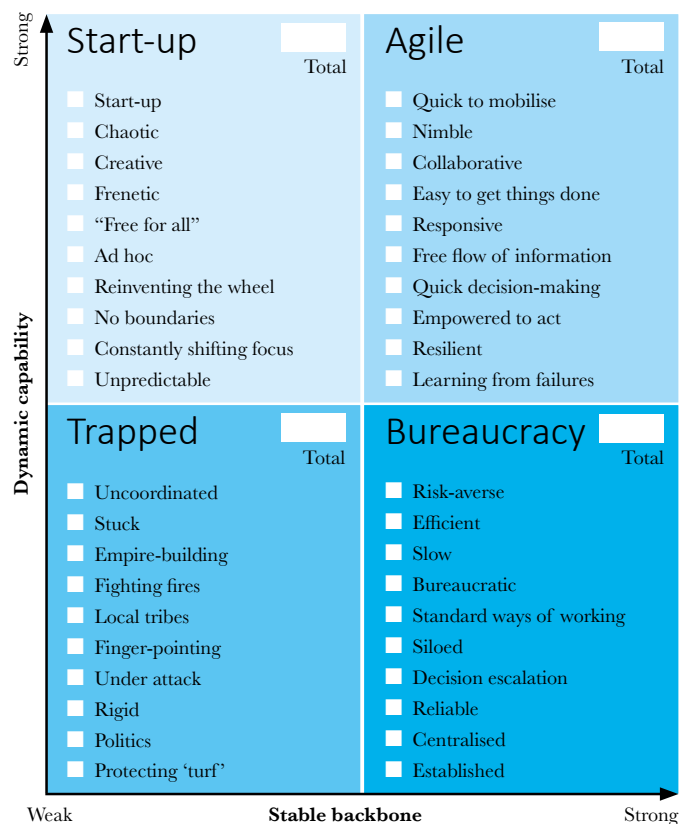 Strong
Dynamic capability
Start-up
Total
Start-up
Chaotic
Creative
Frenetic
“Free for all”
Ad hoc
Reinventing the wheel
No boundaries
Constantly shifting focus
Unpredictable
Agile
Total
Quick to mobilise
Nimble
Collaborative
Easy to get things done
Responsive
Free flow of information
Quick decision-making
Empowered to act
Resilient
Learning from failures
Trapped
Total
Uncoordinated
Stuck
Empire-building
Fighting fires
Local tribes
Finger-pointing
Under attack
Rigid
Politics
Protecting ‘turf’
Bureaucracy
Total
Risk-averse
Efficient
Slow
Bureaucratic
Standard ways of working
Siloed
Decision escalation
Reliable
Centralised
Established
Weak
Stable backbone
Strong